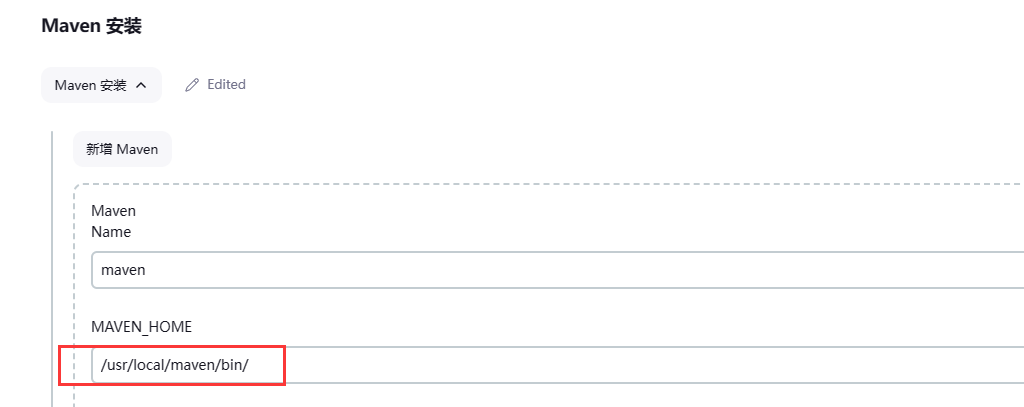 Maven 安装
Maven 安装
Edited
新增 Maven
Maven
Name
maven
MAVEN_HOME
/usr/local/maven/bin/